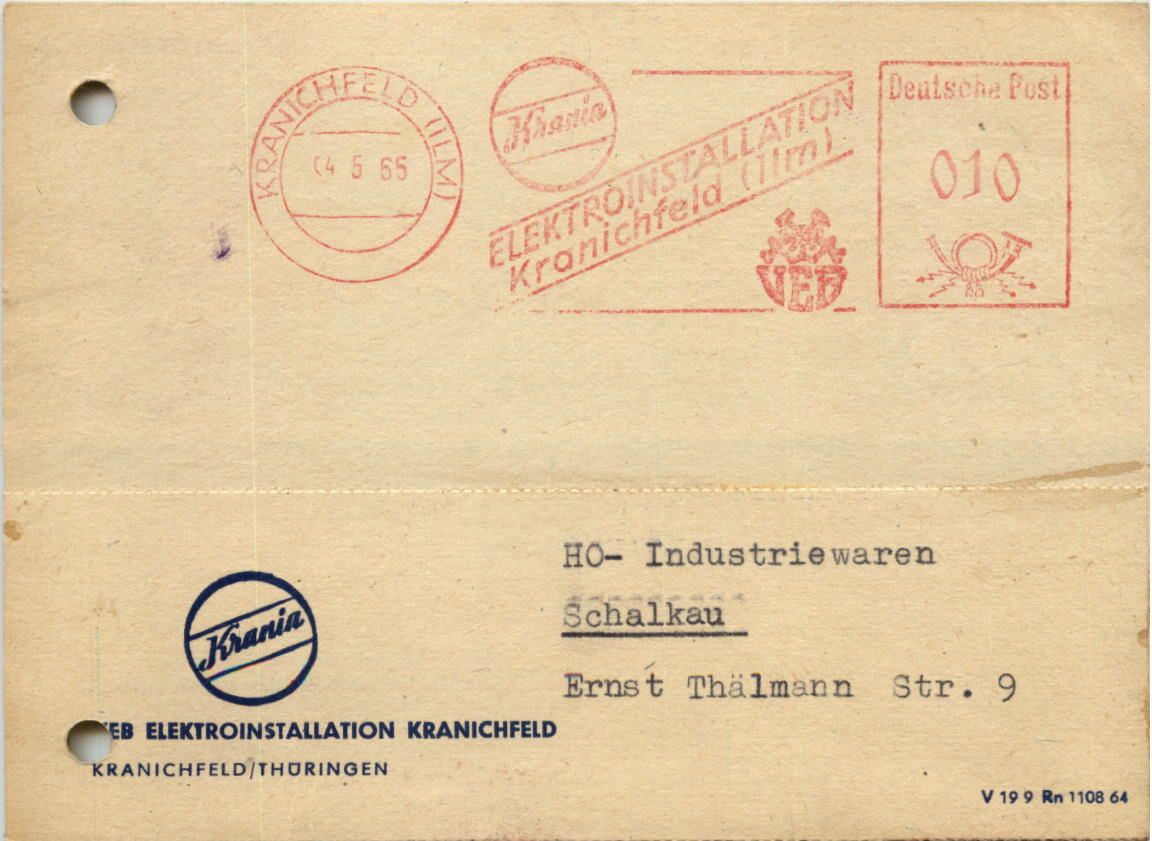 KRANICHFELD (ILM)
4 5 65
Krania
ELEKTROINSTALLATION
Kranichfeld (Ilm)
VEB
Deutsche Post
010
HO- Industriewaren
Schalkau
Ernst Thälmann Str. 9
Krania
EB ELEKTROINSTALLATION KRANICHFELD
KRANICHFELD/THÜRINGEN
V 19 9 Rn 1108 64